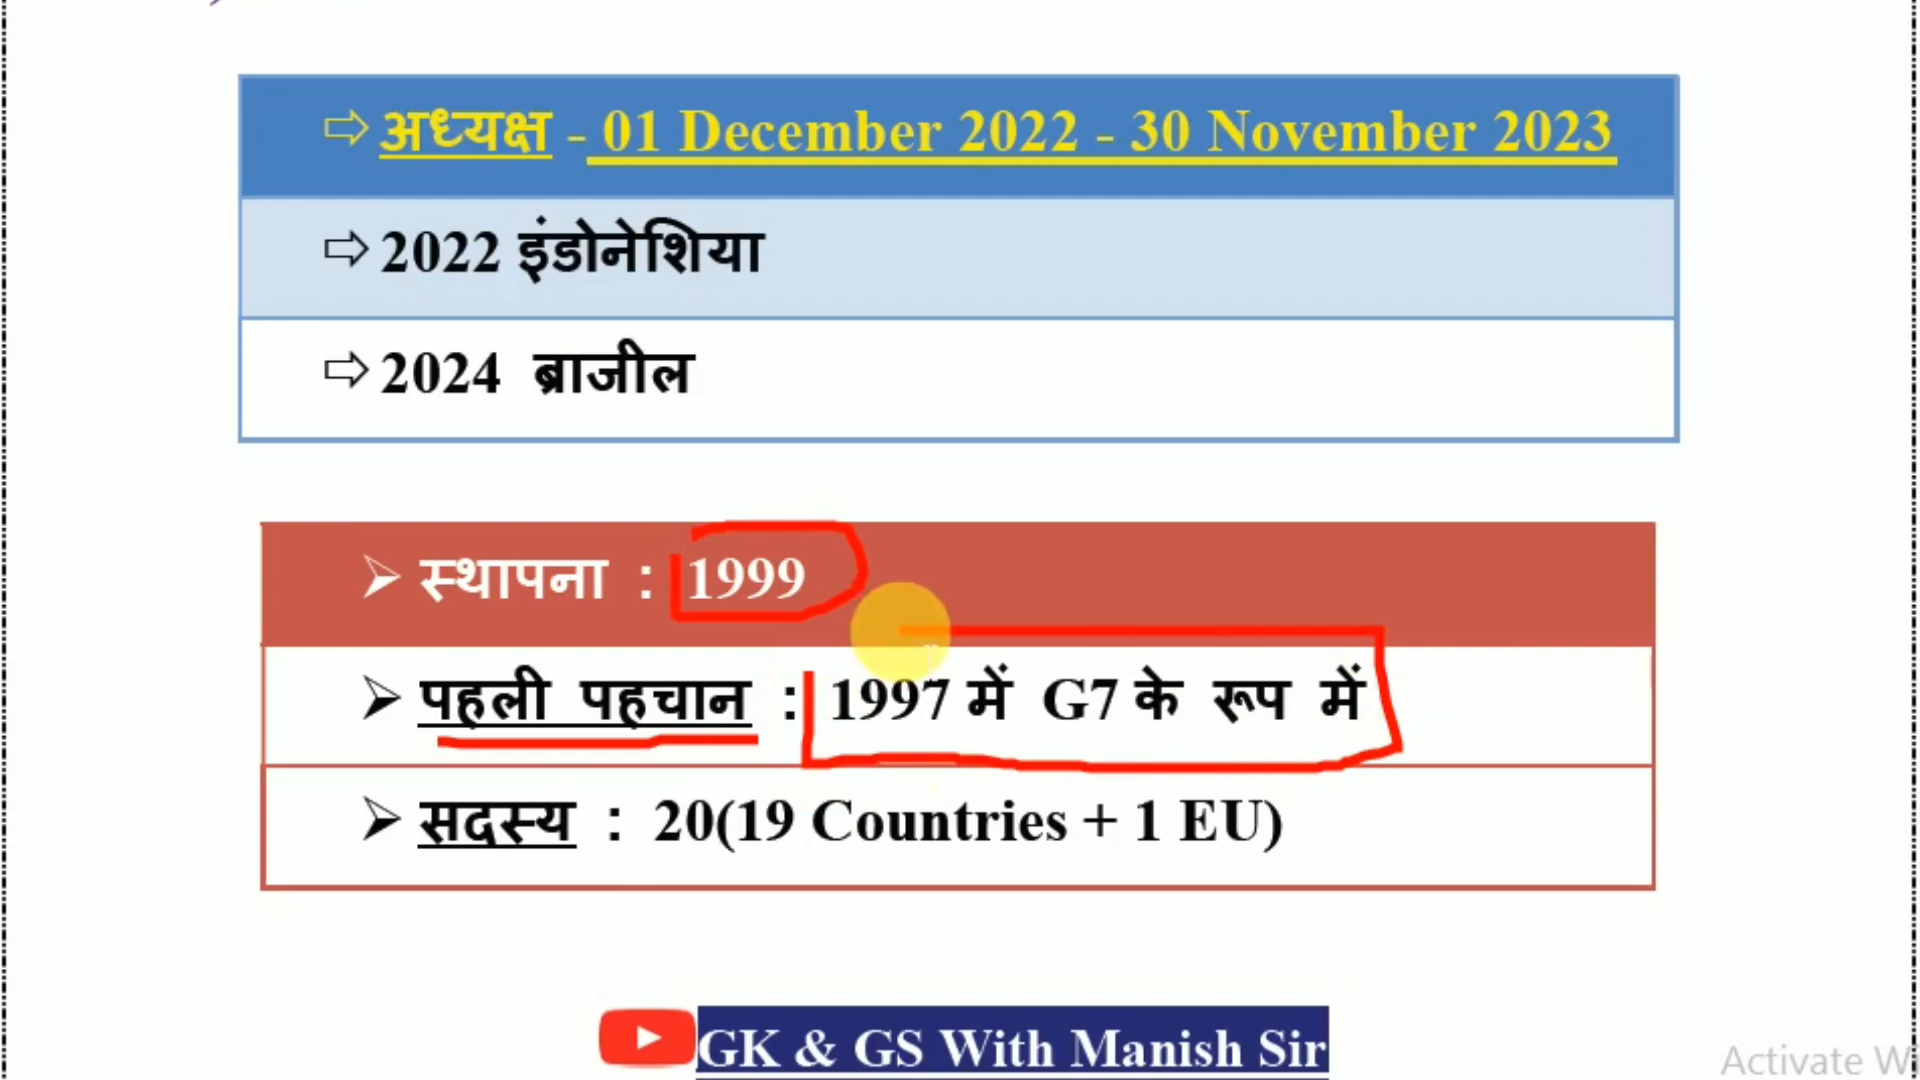 ⇨ अध्यक्ष - 01 December 2022 - 30 November 2023
⇨ 2022 इंडोनेशिया
⇨ 2024 ब्राजील
➢ स्थापना : 1999
➢ पहली पहचान : 1997 में G7 के रूप में
➢ सदस्य : 20(19 Countries + 1 EU)
GK & GS With Manish Sir
Activate